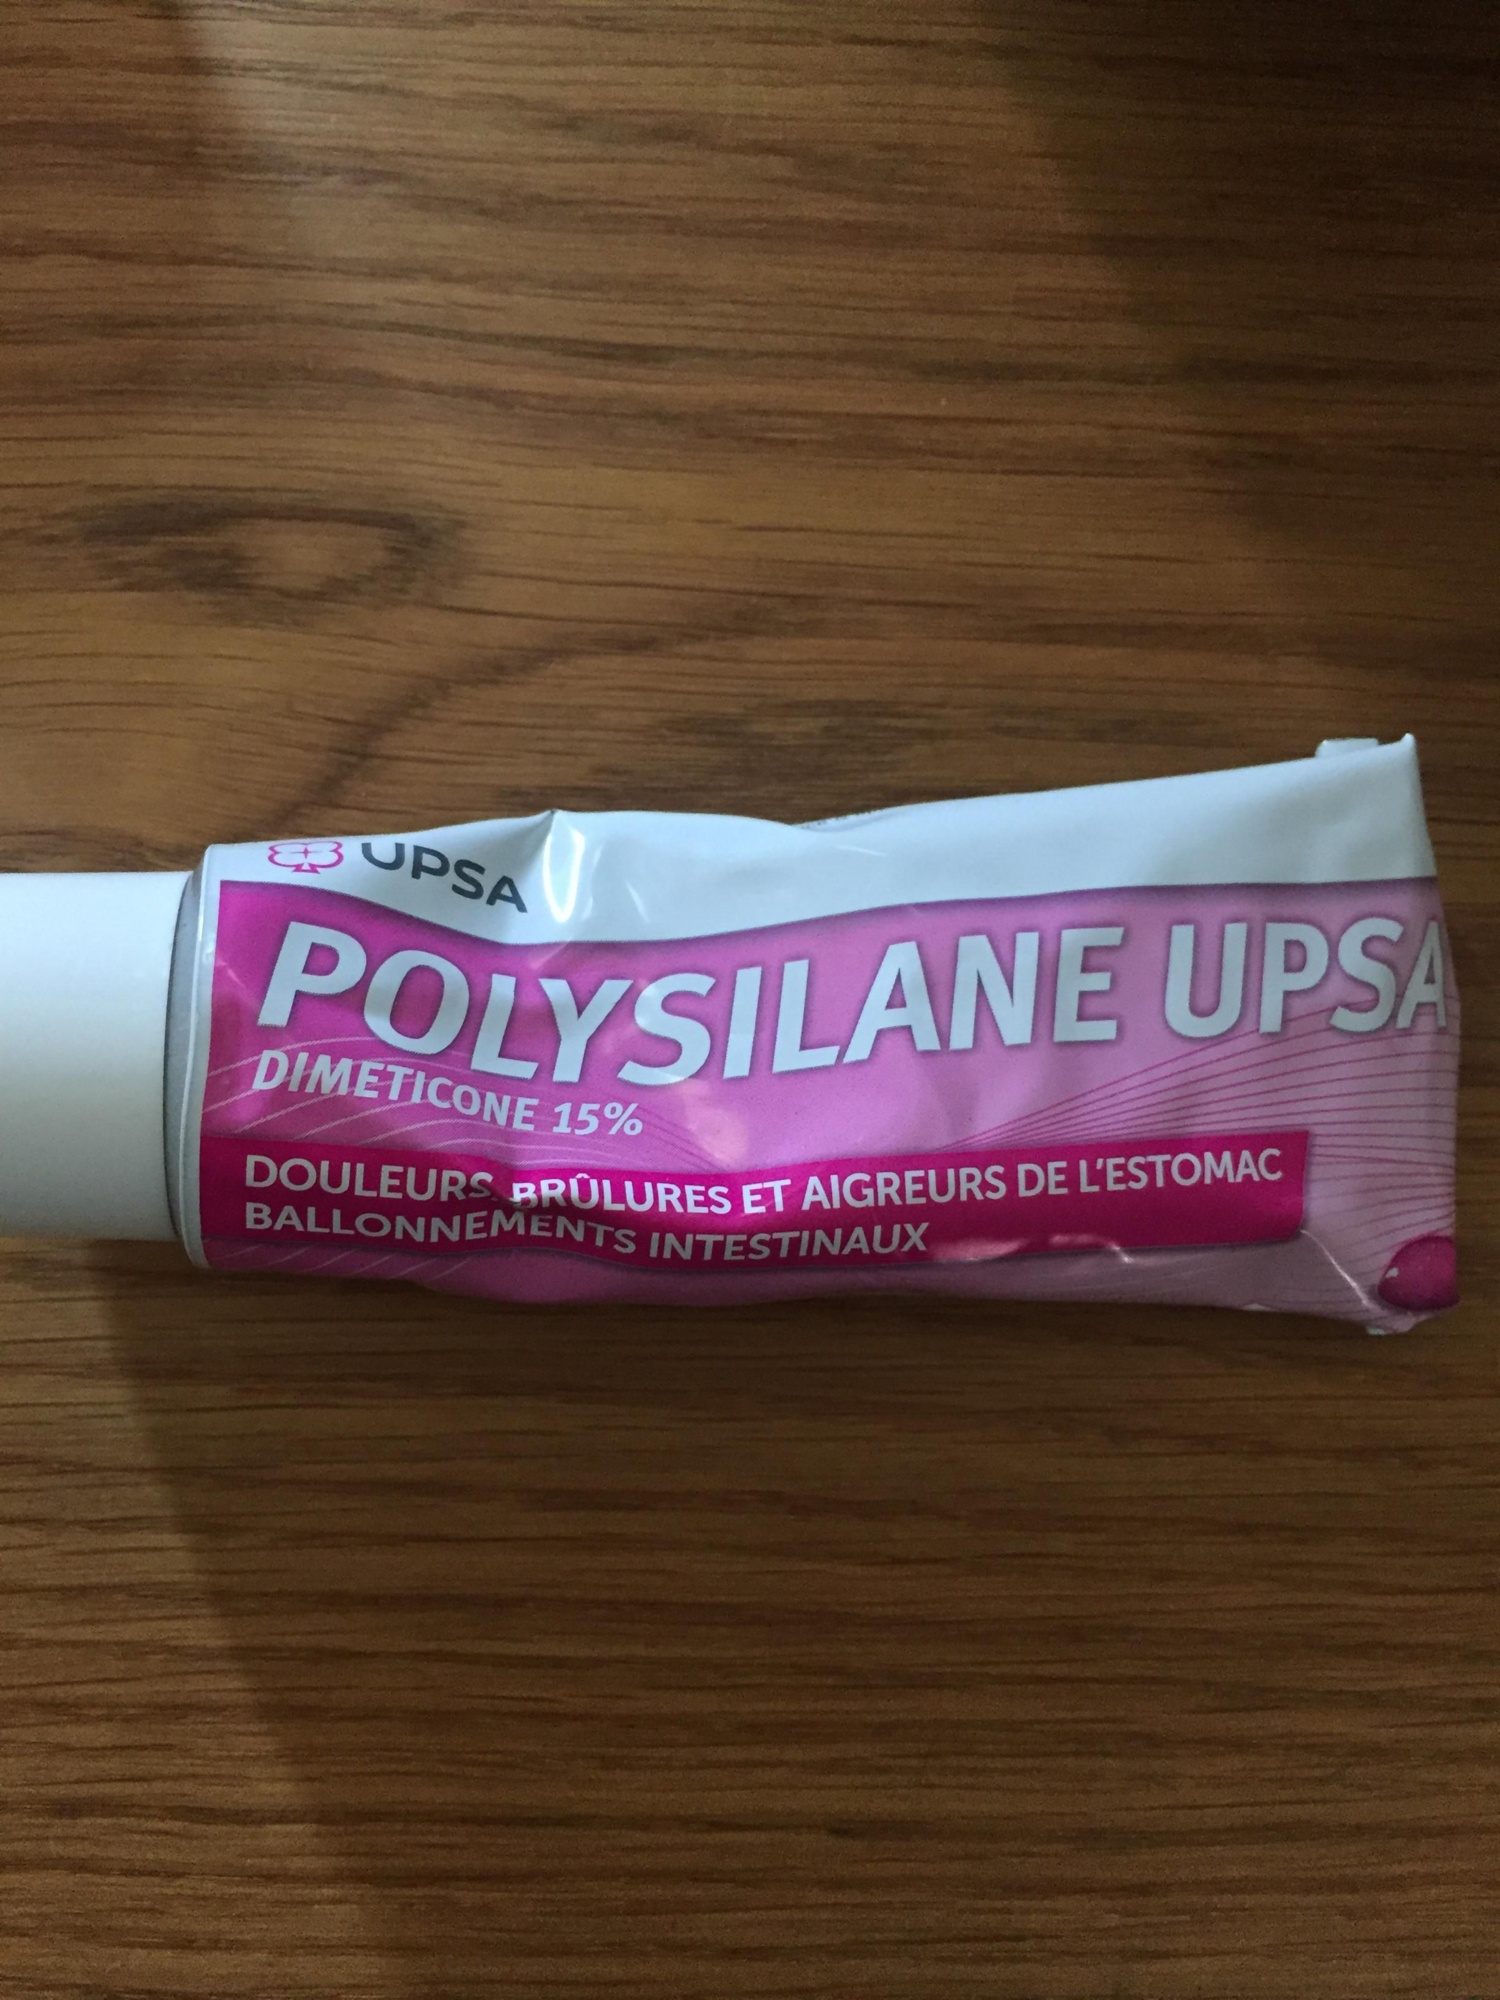 UPSA
POLYSILANE UPSA
DIMETICONE 15%
DOULEURS, BRÛLURES ET AIGREURS DE L'ESTOMAC
BALLONNEMENTS INTESTINAUX